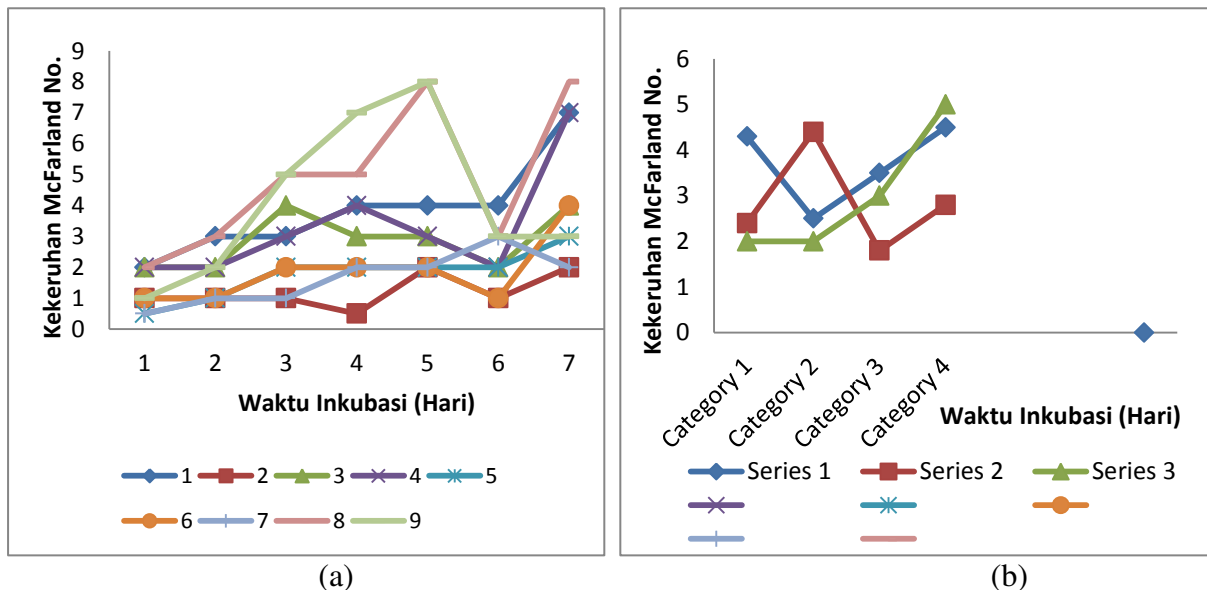 Kekeruhan McFarland No.
9
8
7
6
5
4
3
2
1
0
1 2 3 4 5 6 7
Waktu Inkubasi (Hari)
1 2 3 4 5
6 7 8 9
(a)
Kekeruhan McFarland No.
6
5
4
3
2
1
0
Category 1 Category 2 Category 3 Category 4
Waktu Inkubasi (Hari)
Series 1 Series 2 Series 3
(b)